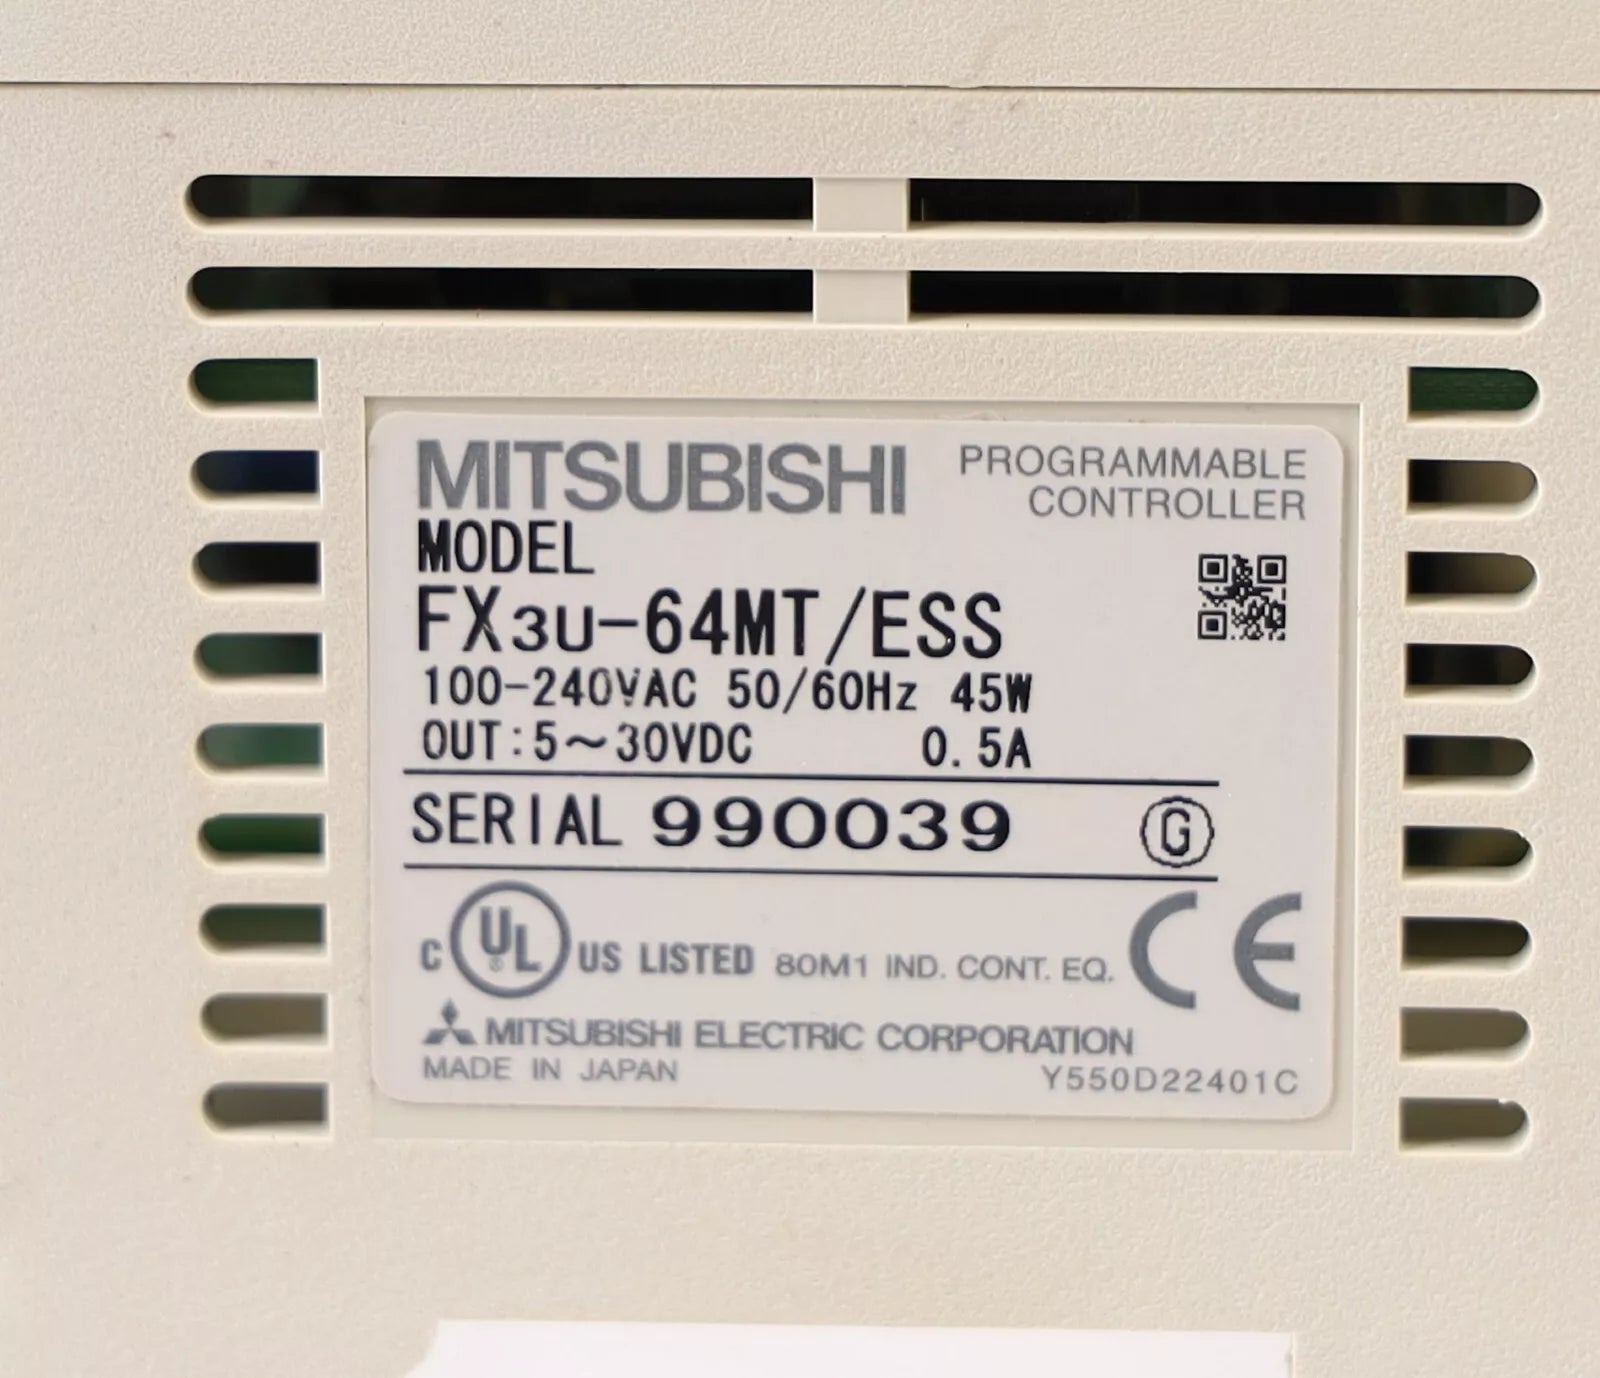 MITSUBISHI
PROGRAMMABLE
CONTROLLER
MODEL
FX3U-64MT/ESS
100-240VAC 50/60Hz 45W
OUT:5~30VDC 0.5A
SERIAL 990039 G
C UL® US LISTED 80M1 IND. CONT. EQ. CE
MITSUBISHI ELECTRIC CORPORATION
MADE IN JAPAN Y550D22401C